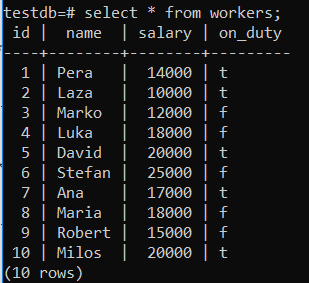 testdb=# select * from workers;
 id |  name  | salary | on_duty
----+--------+--------+---------
  1 | Pera   |  14000 | t
  2 | Laza   |  10000 | t
  3 | Marko  |  12000 | f
  4 | Luka   |  18000 | f
  5 | David  |  20000 | t
  6 | Stefan |  25000 | f
  7 | Ana    |  17000 | t
  8 | Maria  |  18000 | f
  9 | Robert |  15000 | f
 10 | Milos  |  20000 | t
(10 rows)